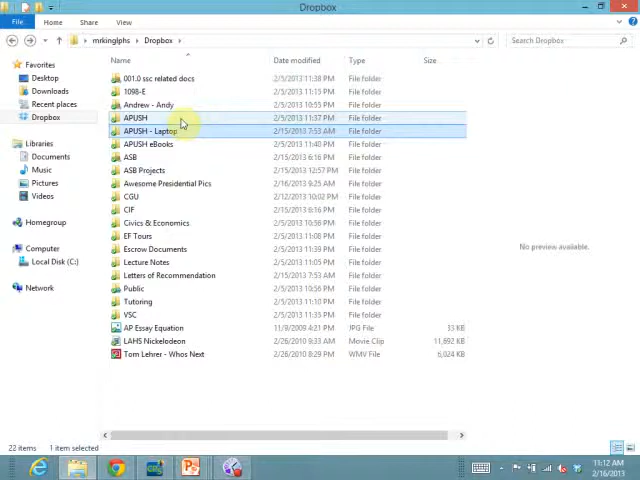 Dropbox
File Home Share View
mrkinglphs Dropbox Search Dropbox
Name Date modified Type Size
Favorites
Desktop
Downloads
Recent places
Dropbox
Libraries
Documents
Music
Pictures
Videos
Homegroup
Computer
Local Disk (C:)
Network
001.0 ssc related docs 2/5/2013 11:38 PM File folder
1098-E 2/5/2013 11:15 PM File folder
Andrew - Andy 2/5/2013 10:55 PM File folder
APUSH 2/5/2013 11:37 PM File folder
APUSH - Laptop 2/15/2013 7:53 AM File folder
APUSH eBooks 2/5/2013 11:40 PM File folder
ASB 2/15/2013 6:16 PM File folder
ASB Projects 2/15/2013 12:57 PM File folder
Awesome Presidential Pics 2/16/2013 9:25 AM File folder
CGU 2/12/2013 10:02 PM File folder
CIF 2/15/2013 6:16 PM File folder
Civics & Economics 2/5/2013 10:56 PM File folder
EF Tours 2/5/2013 11:08 PM File folder
Escrow Documents 2/5/2013 11:39 PM File folder
Lecture Notes 2/5/2013 11:05 PM File folder
Letters of Recommendation 2/15/2013 7:53 AM File folder
Public 2/5/2013 10:56 PM File folder
Tutoring 2/5/2013 11:10 PM File folder
VSC 2/5/2013 11:35 PM File folder
AP Essay Equation 11/9/2009 4:21 PM JPG File 33 KB
LAHS Nickelodeon 2/26/2010 9:33 AM Movie Clip 11,692 KB
Tom Lehrer - Whos Next 2/26/2010 8:29 PM WMV File 6,024 KB
No preview available.
22 items 1 item selected
11:12 AM
2/16/2013